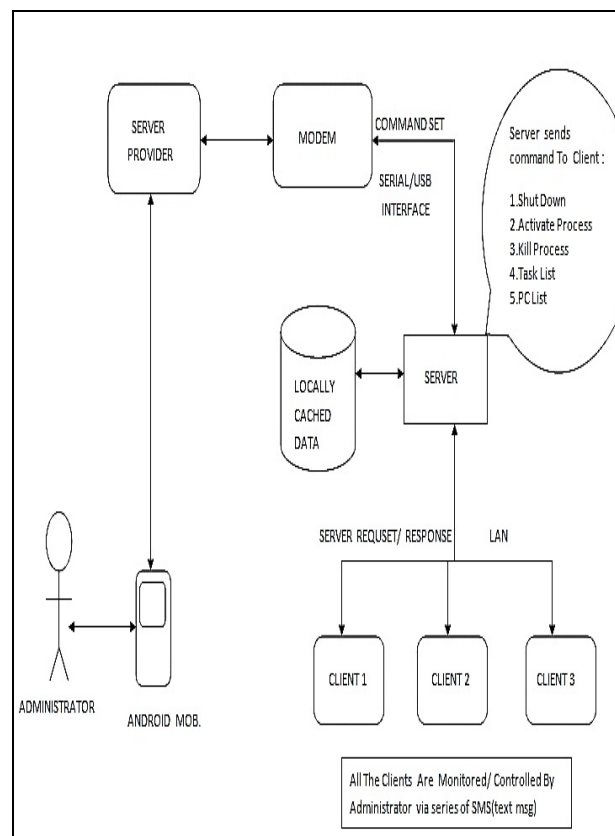 SERVER
PROVIDER
MODEM
COMMAND SET
SERIAL/USB
INTERFACE
Server sends
command To Client :
1.Shut Down
2.Activate Process
3.Kill Process
4.Task List
5.PC List
LOCALLY
CACHED
DATA
SERVER
SERVER REQUSET/ RESPONSE
LAN
ADMINISTRATOR
ANDROID MOB.
CLIENT 1
CLIENT 2
CLIENT 3
All The Clients Are Monitored/ Controlled By
Administrator via series of SMS(text msg)